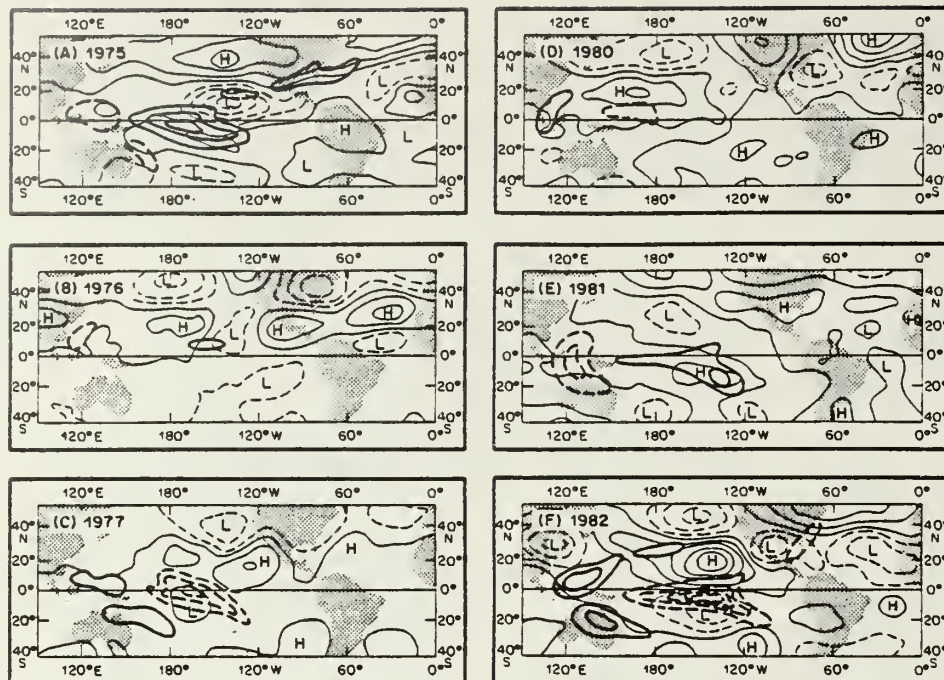 120°E 180° 120°W 60° 0°
(A) 1975
40° N 20° 0° 20° 40° S
H L L H L L L
40° N 20° 0° 20° 40° S
120°E 180° 120°W 60° 0°
120°E 180° 120°W 60° 0°
(D) 1980
40° N 20° 0° 20° 40° S
L H L H H H
40° N 20° 0° 20° 40° S
120°E 180° 120°W 60° 0°
120°E 180° 120°W 60° 0°
(B) 1976
40° N 20° 0° 20° 40° S
L H H H H L L
40° N 20° 0° 20° 40° S
120°E 180° 120°W 60° 0°
120°E 180° 120°W 60° 0°
(E) 1981
40° N 20° 0° 20° 40° S
H L L H L H L L H
40° N 20° 0° 20° 40° S
120°E 180° 120°W 60° 0°
120°E 180° 120°W 60° 0°
(C) 1977
40° N 20° 0° 20° 40° S
L H H L H
40° N 20° 0° 20° 40° S
120°E 180° 120°W 60° 0°
120°E 180° 120°W 60° 0°
(F) 1982
40° N 20° 0° 20° 40° S
L L H L L L H H
40° N 20° 0° 20° 40° S
120°E 180° 120°W 60° 0°